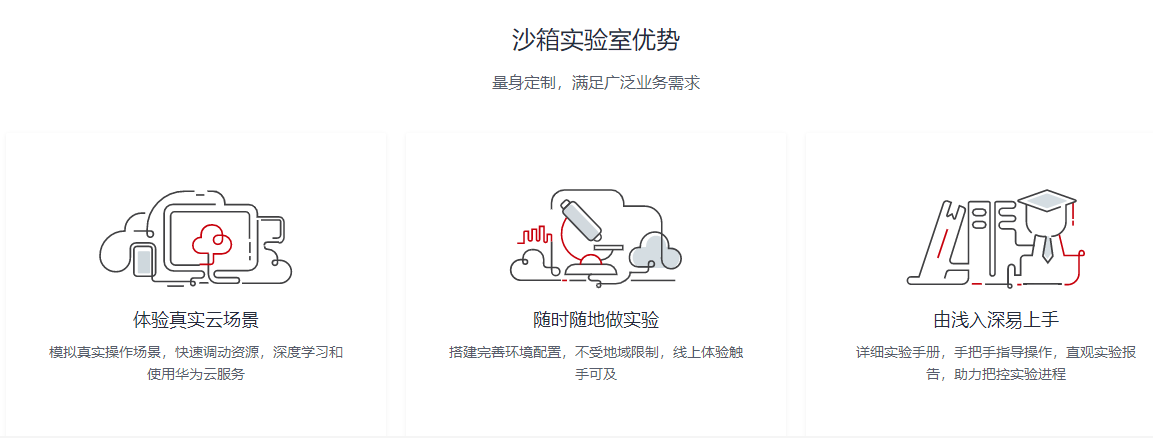 沙箱实验室优势
量身定制，满足广泛业务需求
体验真实云场景
模拟真实操作场景，快速调动资源，深度学习和
使用华为云服务
随时随地做实验
搭建完善环境配置，不受地域限制，线上体验触
手可及
由浅入深易上手
详细实验手册，手把手指导操作，直观实验报
告，助力把控实验进程